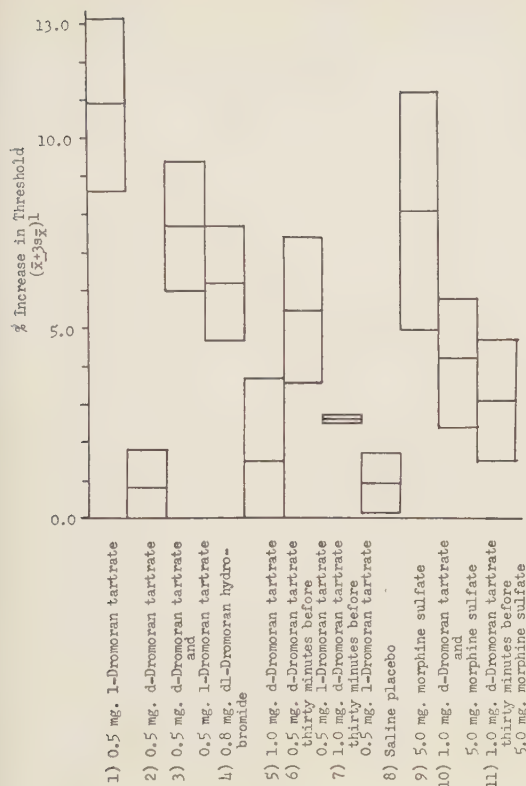 % Increase in Threshold
(x̄±3sx̄)1
13.0
10.0
5.0
0.0
1) 0.5 mg. l-Dromoran tartrate
2) 0.5 mg. d-Dromoran tartrate
3) 0.5 mg. d-Dromoran tartrate
and
0.5 mg. l-Dromoran tartrate
4) 0.8 mg. dl-Dromoran hydro-
bromide
5) 1.0 mg. d-Dromoran tartrate
6) 0.5 mg. d-Dromoran tartrate
thirty minutes before
0.5 mg. l-Dromoran tartrate
7) 1.0 mg. d-Dromoran tartrate
thirty minutes before
0.5 mg. l-Dromoran tartrate
8) Saline placebo
9) 5.0 mg. morphine sulfate
10) 1.0 mg. d-Dromoran tartrate
and
5.0 mg. morphine sulfate
11) 1.0 mg. d-Dromoran tartrate
thirty minutes before
5.0 mg. morphine sulfate